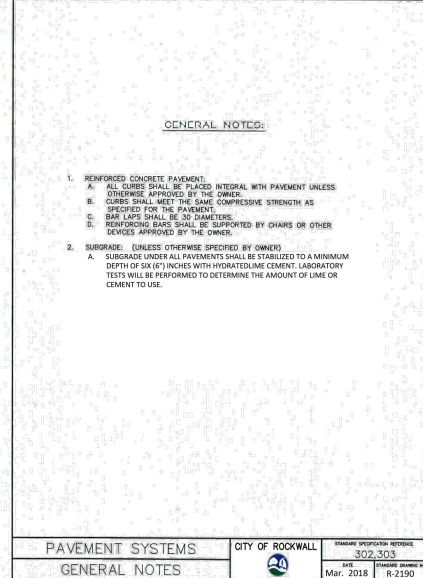 GENERAL NOTES:
1. REINFORCED CONCRETE PAVEMENT:
A. ALL CURBS SHALL BE PLACED INTEGRAL WITH PAVEMENT UNLESS
OTHERWISE APPROVED BY THE OWNER.
B. CURBS SHALL MEET THE SAME COMPRESSIVE STRENGTH AS
SPECIFIED FOR THE PAVEMENT.
C. BAR LAPS SHALL BE 30 DIAMETERS.
D. REINFORCING BARS SHALL BE SUPPORTED BY CHAIRS OR OTHER
DEVICES APPROVED BY THE OWNER.
2. SUBGRADE: (UNLESS OTHERWISE SPECIFIED BY OWNER)
A. SUBGRADE UNDER ALL PAVEMENTS SHALL BE STABILIZED TO A MINIMUM
DEPTH OF SIX (6") INCHES WITH HYDRATEDLIME CEMENT. LABORATORY
TESTS WILL BE PERFORMED TO DETERMINE THE AMOUNT OF LIME OR
CEMENT TO USE.
PAVEMENT SYSTEMS
GENERAL NOTES
CITY OF ROCKWALL
STANDARD SPECIFICATION REFERENCE
302,303
DATE
Mar. 2018
STANDARD DRAWING
R-2190